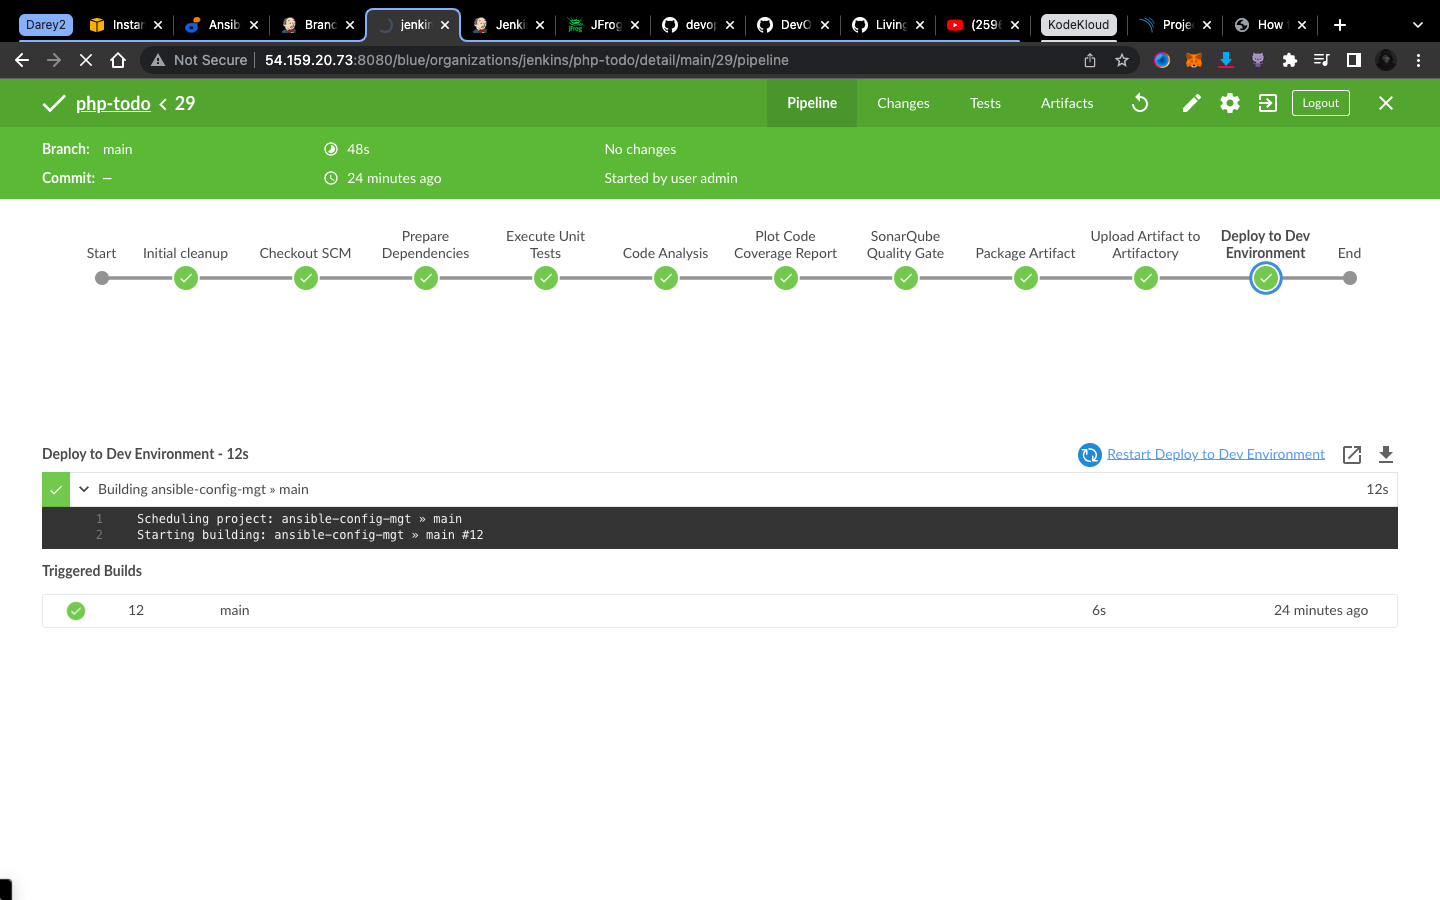 Darey2
Instan
Ansib
Branc
jenkin
Jenki
JFrog
devop
DevO
Living
(259
KodeKloud
Projec
How
Not Secure
54.159.20.73:8080/blue/organizations/jenkins/php-todo/detail/main/29/pipeline
php-todo < 29
Pipeline
Changes
Tests
Artifacts
Logout
Branch: main
48s
No changes
Commit: —
24 minutes ago
Started by user admin
Start
Initial cleanup
Checkout SCM
Prepare
Dependencies
Execute Unit
Tests
Code Analysis
Plot Code
Coverage Report
SonarQube
Quality Gate
Package Artifact
Upload Artifact to
Artifactory
Deploy to Dev
Environment
End
Deploy to Dev Environment - 12s
Restart Deploy to Dev Environment
Building ansible-config-mgt » main
12s
1 Scheduling project: ansible-config-mgt » main
2 Starting building: ansible-config-mgt » main #12
Triggered Builds
12 main 6s 24 minutes ago